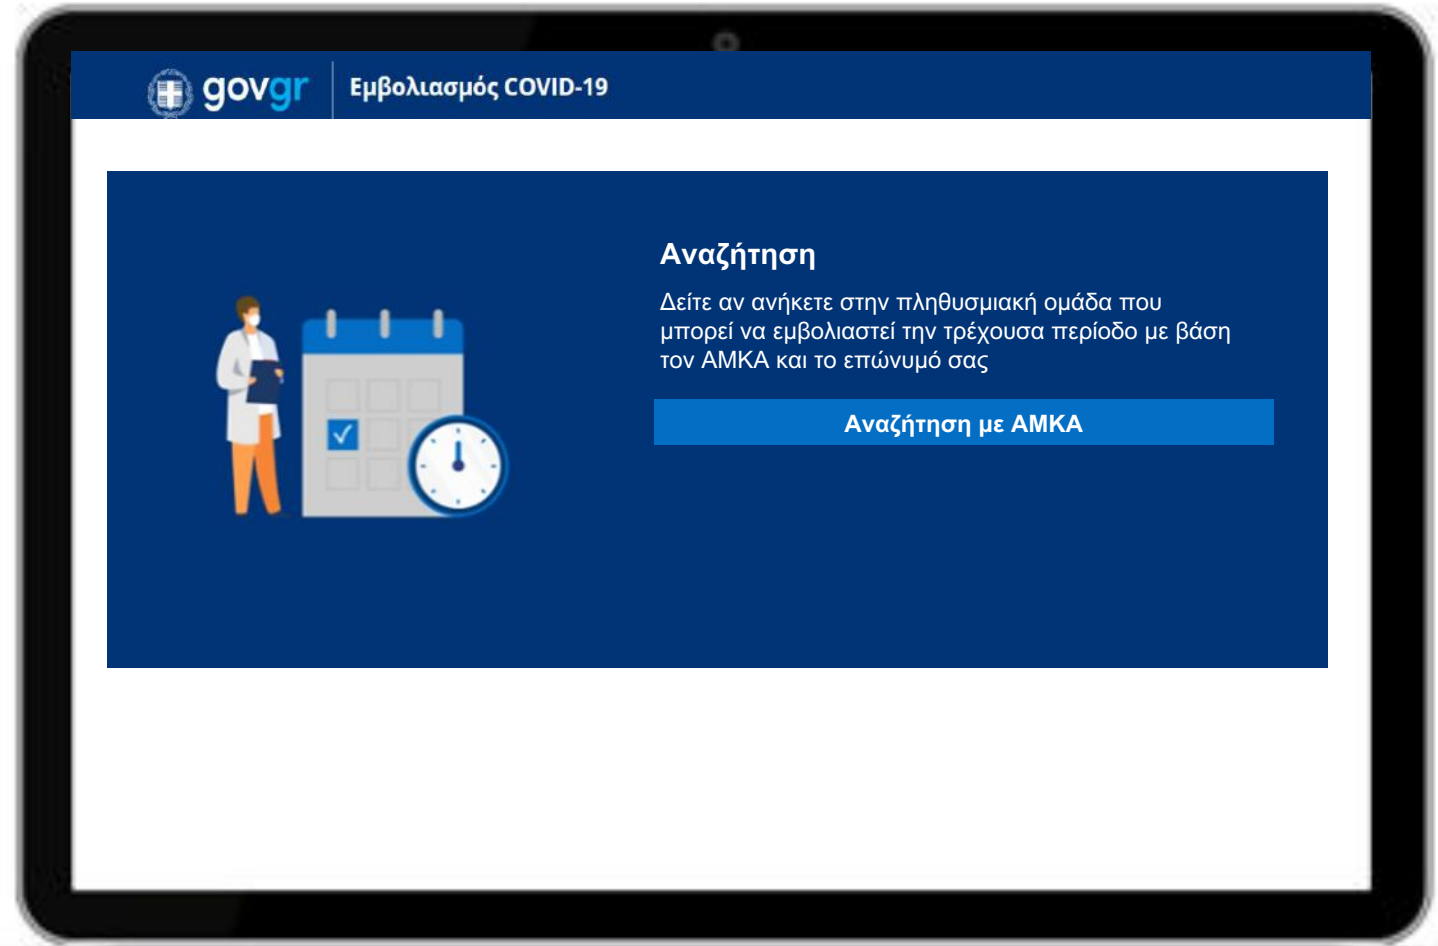 govgr
Εμβολιασμός COVID-19
Αναζήτηση
Δείτε αν ανήκετε στην πληθυσμιακή ομάδα που
μπορεί να εμβολιαστεί την τρέχουσα περίοδο με βάση
τον ΑΜΚΑ και το επώνυμό σας
Αναζήτηση με ΑΜΚΑ